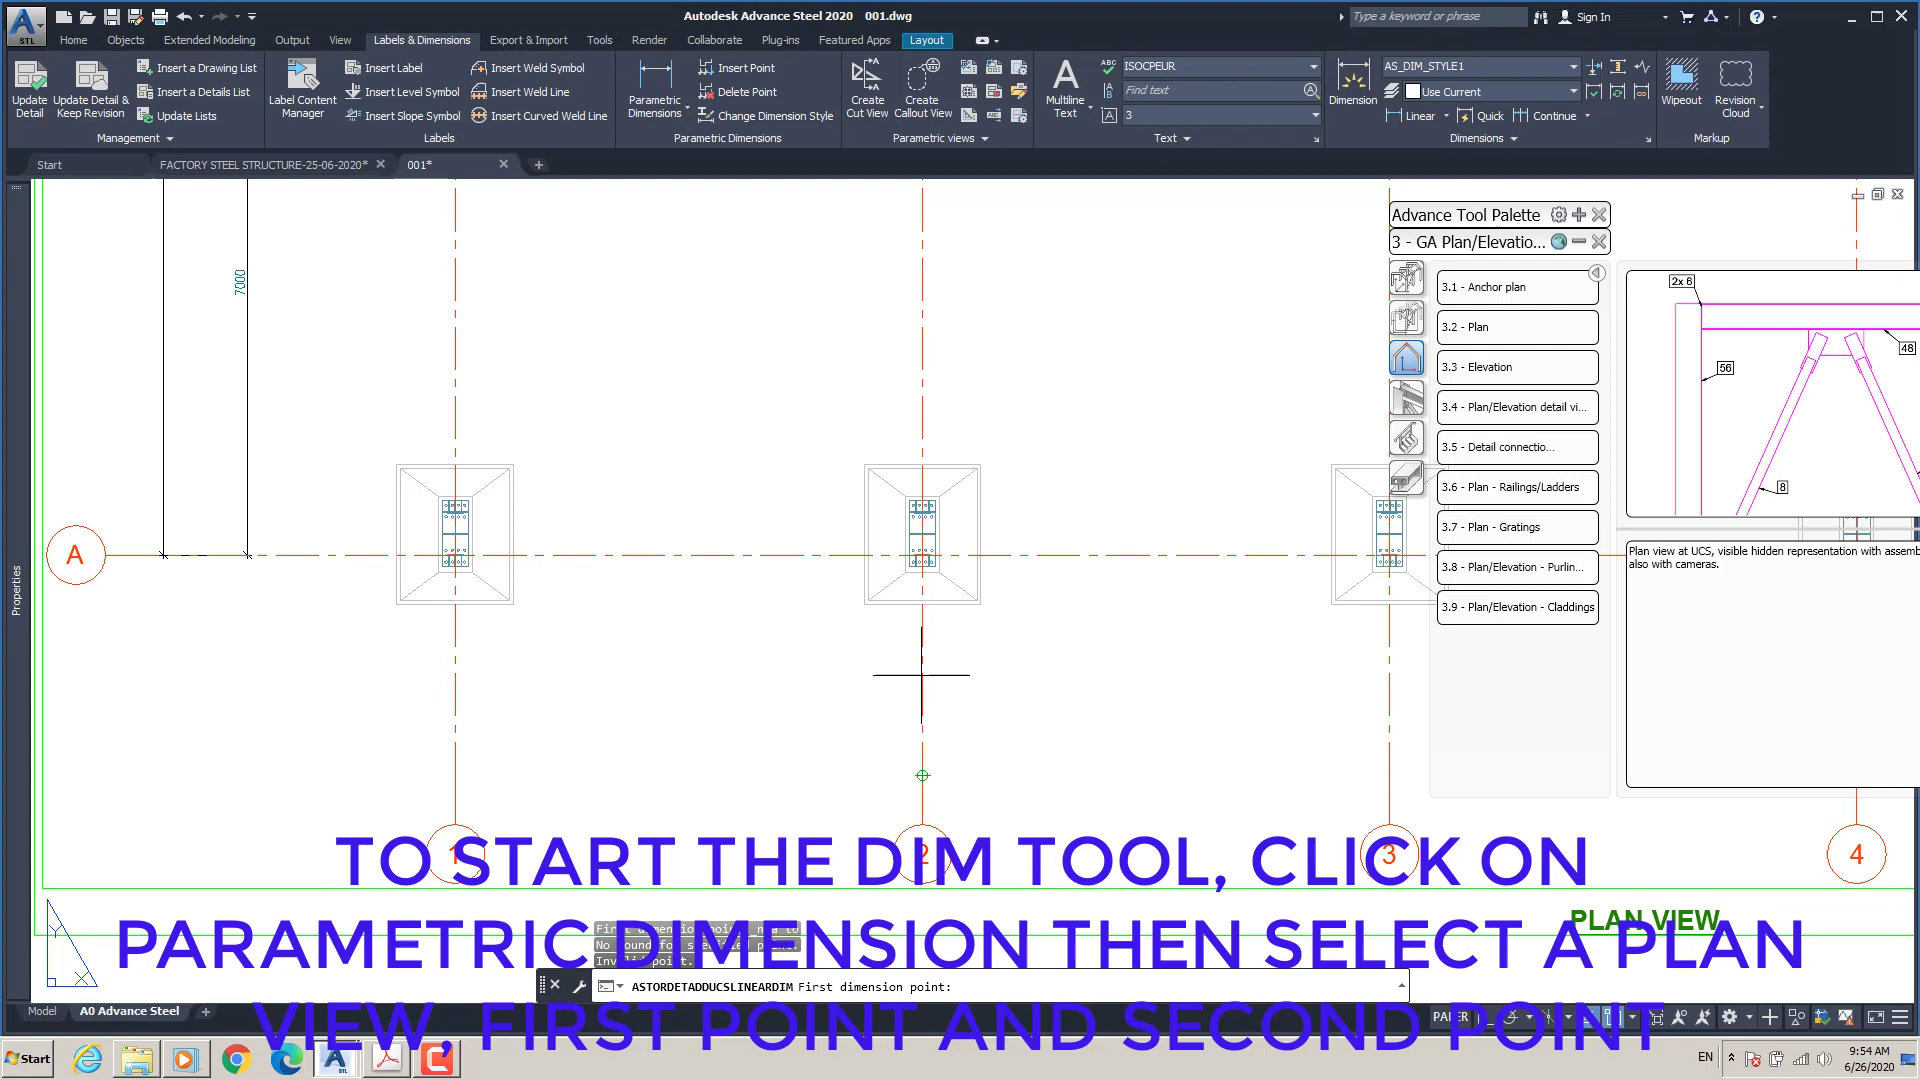 Autodesk Advance Steel 2020 001.dwg
Type a keyword or phrase
Sign In
STL
Home
Objects
Extended Modeling
Output
View
Labels & Dimensions
Export & Import
Tools
Render
Collaborate
Plug-ins
Featured Apps
Layout
Update Detail
Update Detail & Keep Revision
Insert a Drawing List
Insert a Details List
Update Lists
Management
Label Content Manager
Insert Label
Insert Level Symbol
Insert Slope Symbol
Insert Weld Symbol
Insert Weld Line
Insert Curved Weld Line
Labels
Parametric Dimensions
Insert Point
Delete Point
Change Dimension Style
Parametric Dimensions
Create Cut View
Create Callout View
Parametric views
Multiline Text
ABC
ISOCPEUR
Find text
3
Text
Dimension
AS_DIM_STYLE1
Use Current
Linear
Quick
Continue
Dimensions
Wipeout
Revision Cloud
Markup
Start
FACTORY STEEL STRUCTURE-25-06-2020*
001*
7000
A
Properties
Advance Tool Palette
3 - GA Plan/Elevatio...
3.1 - Anchor plan
3.2 - Plan
3.3 - Elevation
3.4 - Plan/Elevation detail vi...
3.5 - Detail connectio...
3.6 - Plan - Railings/Ladders
3.7 - Plan - Gratings
3.8 - Plan/Elevation - Purlin...
3.9 - Plan/Elevation - Claddings
2x 6
48
56
8
Plan view at UCS, visible hidden representation with assemb
also with cameras.
1
2
3
4
TO START THE DIM TOOL, CLICK ON
PARAMETRIC DIMENSION THEN SELECT A PLAN
VIEW, FIRST POINT AND SECOND POINT
PLAN VIEW
Invalid point.
ASTORDETADDUCSLINEARDIM First dimension point:
Y
X
Model
A0 Advance Steel
PAPER
Start
STL
EN
9:54 AM
6/26/2020